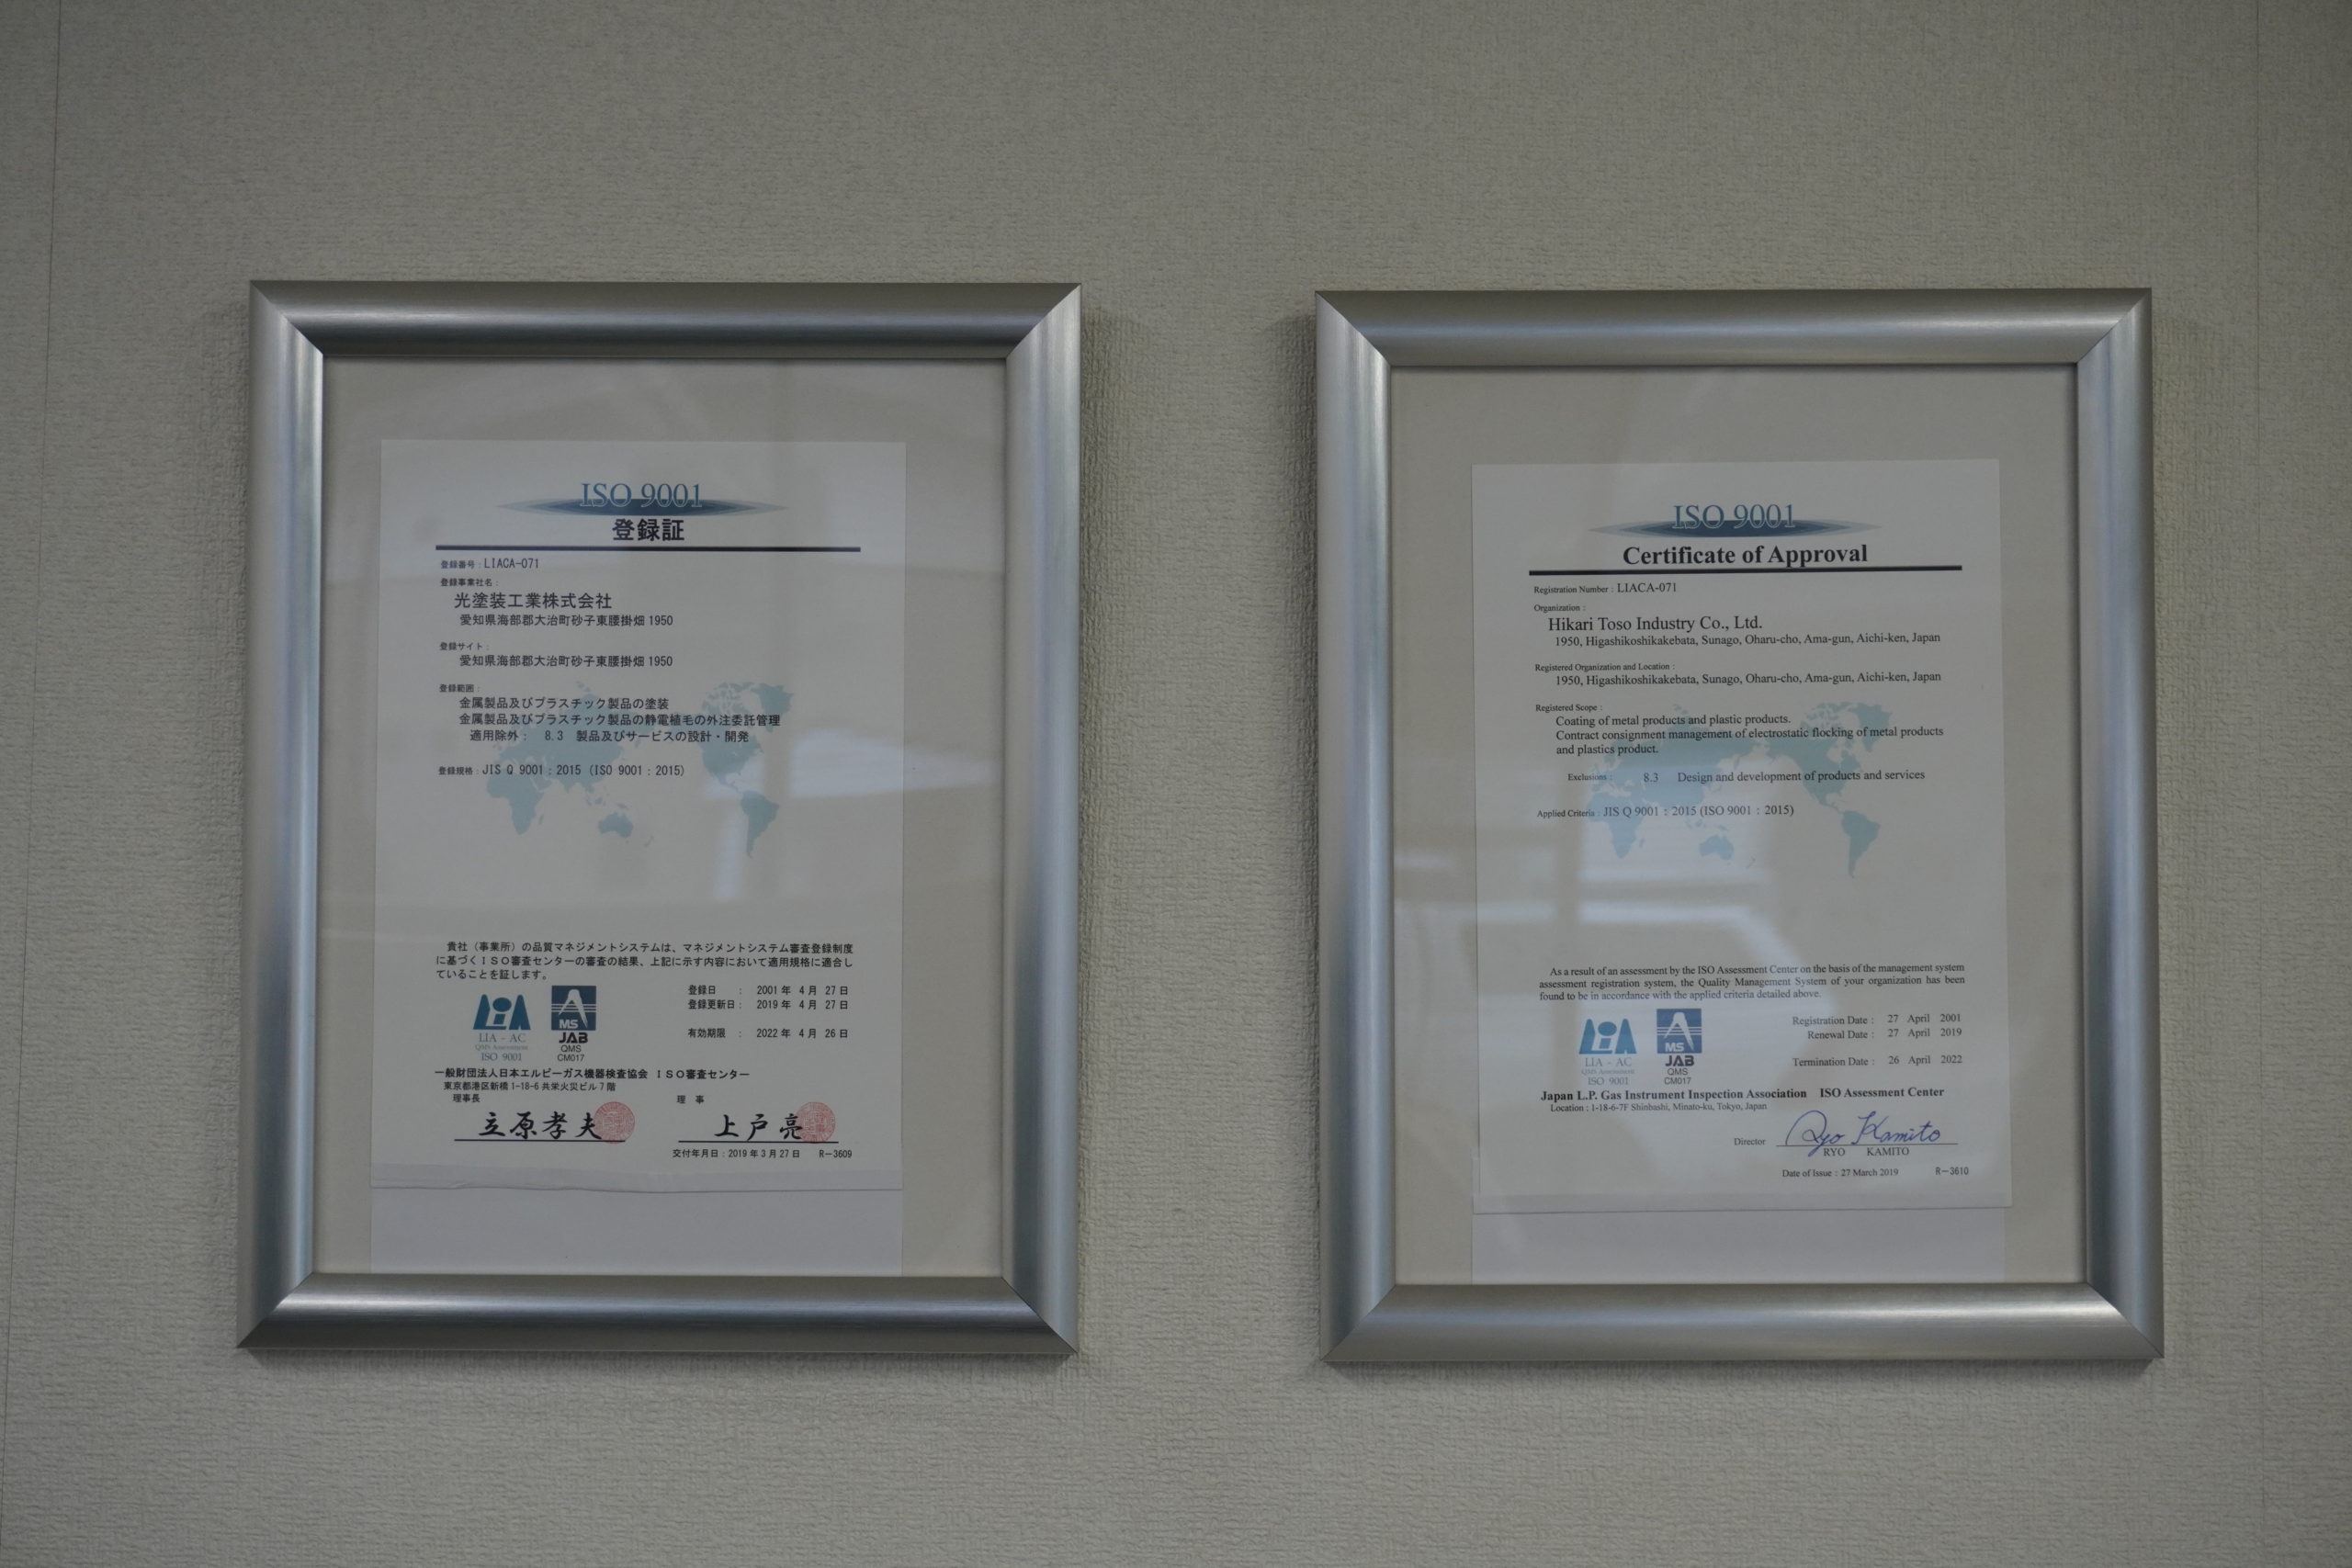 ISO 9001
登録証
登録番号：LIACA-071
登録事業社名：
光塗装工業株式会社
愛知県海部郡大治町砂子東腰掛畑 1950
登録サイト：
愛知県海部郡大治町砂子東腰掛畑 1950
登録範囲：
金属製品及びプラスチック製品の塗装
金属製品及びプラスチック製品の静電植毛の外注委託管理
適用除外： 8.3 製品及びサービスの設計・開発
登録規格：JIS Q 9001：2015 (ISO 9001：2015)
貴社（事業所）の品質マネジメントシステムは、マネジメントシステム審査登録制度
に基づくＩＳＯ審査センターの審査の結果、上記に示す内容において適用規格に適合し
ていることを証します。
登録日 ： 2001 年 4 月 27 日
登録更新日： 2019 年 4 月 27 日
有効期限 ： 2022 年 4 月 26 日
LIA
LIA - AC
QMS Assessment
ISO 9001
MS
JAB
QMS
CM017
一般財団法人日本エルピーガス機器検査協会 ＩＳＯ審査センター
東京都港区新橋 1-18-6 共栄火災ビル 7 階
理事長
立原孝夫
理 事
上戸亮
交付年月日：2019 年 3 月 27 日 R－3609
ISO 9001
Certificate of Approval
Registration Number : LIACA-071
Organization :
Hikari Toso Industry Co., Ltd.
1950, Higashikoshikakebata, Sunago, Oharu-cho, Ama-gun, Aichi-ken, Japan
Registered Organization and Location :
1950, Higashikoshikakebata, Sunago, Oharu-cho, Ama-gun, Aichi-ken, Japan
Registered Scope :
Coating of metal products and plastic products.
Contract consignment management of electrostatic flocking of metal products
and plastics product.
Exclusions : 8.3 Design and development of products and services
Applied Criteria : JIS Q 9001 : 2015 (ISO 9001 : 2015)
As a result of an assessment by the ISO Assessment Center on the basis of the management system
assessment registration system, the Quality Management System of your organization has been
found to be in accordance with the applied criteria detailed above.
Registration Date : 27 April 2001
Renewal Date : 27 April 2019
Termination Date : 26 April 2022
LIA
LIA - AC
QMS Assessment
ISO 9001
MS
JAB
QMS
CM017
Japan L.P. Gas Instrument Inspection Association ISO Assessment Center
Location : 1-18-6-7F Shinbashi, Minato-ku, Tokyo, Japan
Director Ryo Kamito
RYO KAMITO
Date of Issue : 27 March 2019 R－3610